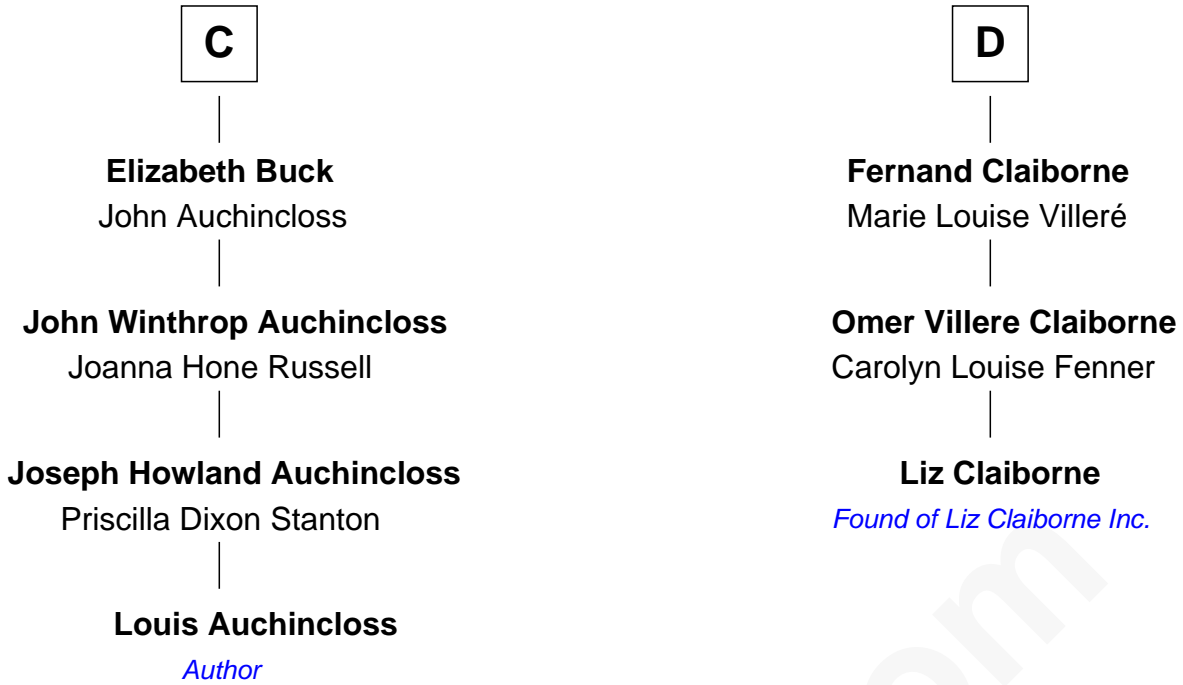 C
Elizabeth Buck
John Auchincloss
John Winthrop Auchincloss
Joanna Hone Russell
Joseph Howland Auchincloss
Priscilla Dixon Stanton
Louis Auchincloss
Author
D
Fernand Claiborne
Marie Louise Villeré
Omer Villere Claiborne
Carolyn Louise Fenner
Liz Claiborne
Found of Liz Claiborne Inc.
om